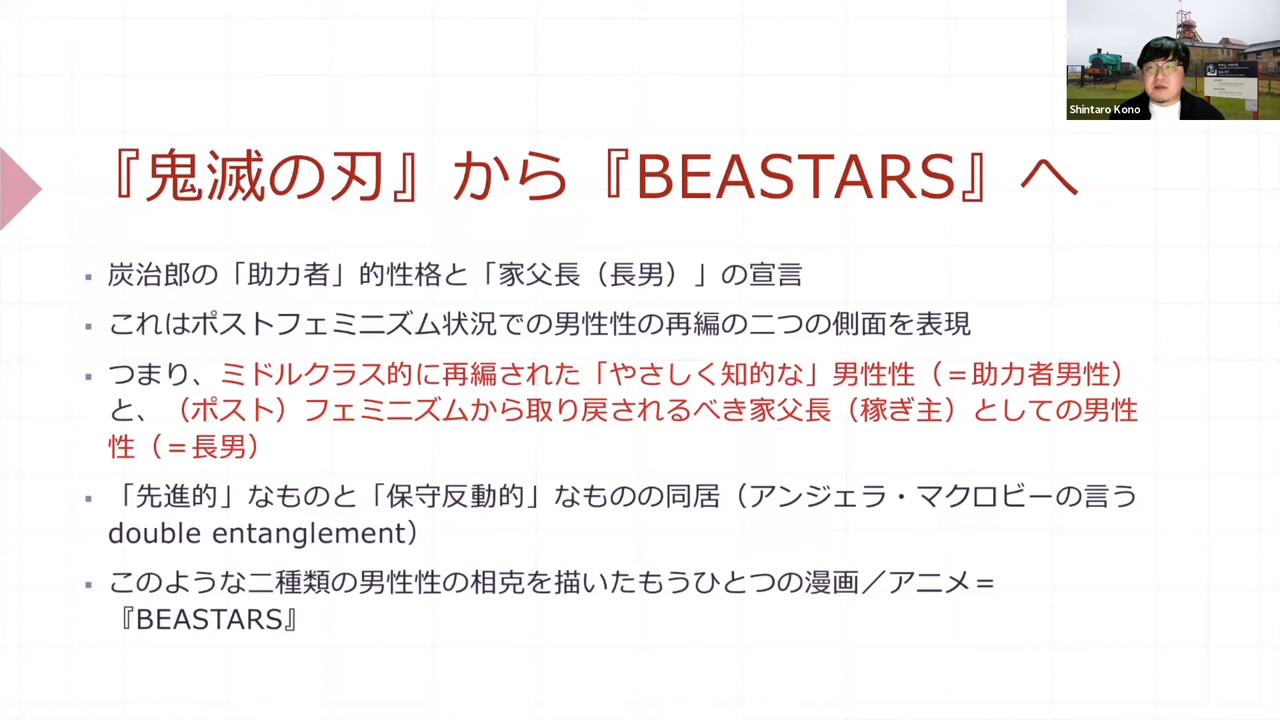 『鬼滅の刃』から『BEASTARS』へ
炭治郎の「助力者」的性格と「家父長（長男）」の宣言
これはポストフェミニズム状況での男性性の再編の二つの側面を表現
つまり、ミドルクラス的に再編された「やさしく知的な」男性性（＝助力者男性）
と、（ポスト）フェミニズムから取り戻されるべき家父長（稼ぎ主）としての男性
性（＝長男）
「先進的」なものと「保守反動的」なものの同居（アンジェラ・マクロビーの言う
double entanglement）
このような二種類の男性性の相克を描いたもうひとつの漫画／アニメ＝
『BEASTARS』
Shintaro Kono